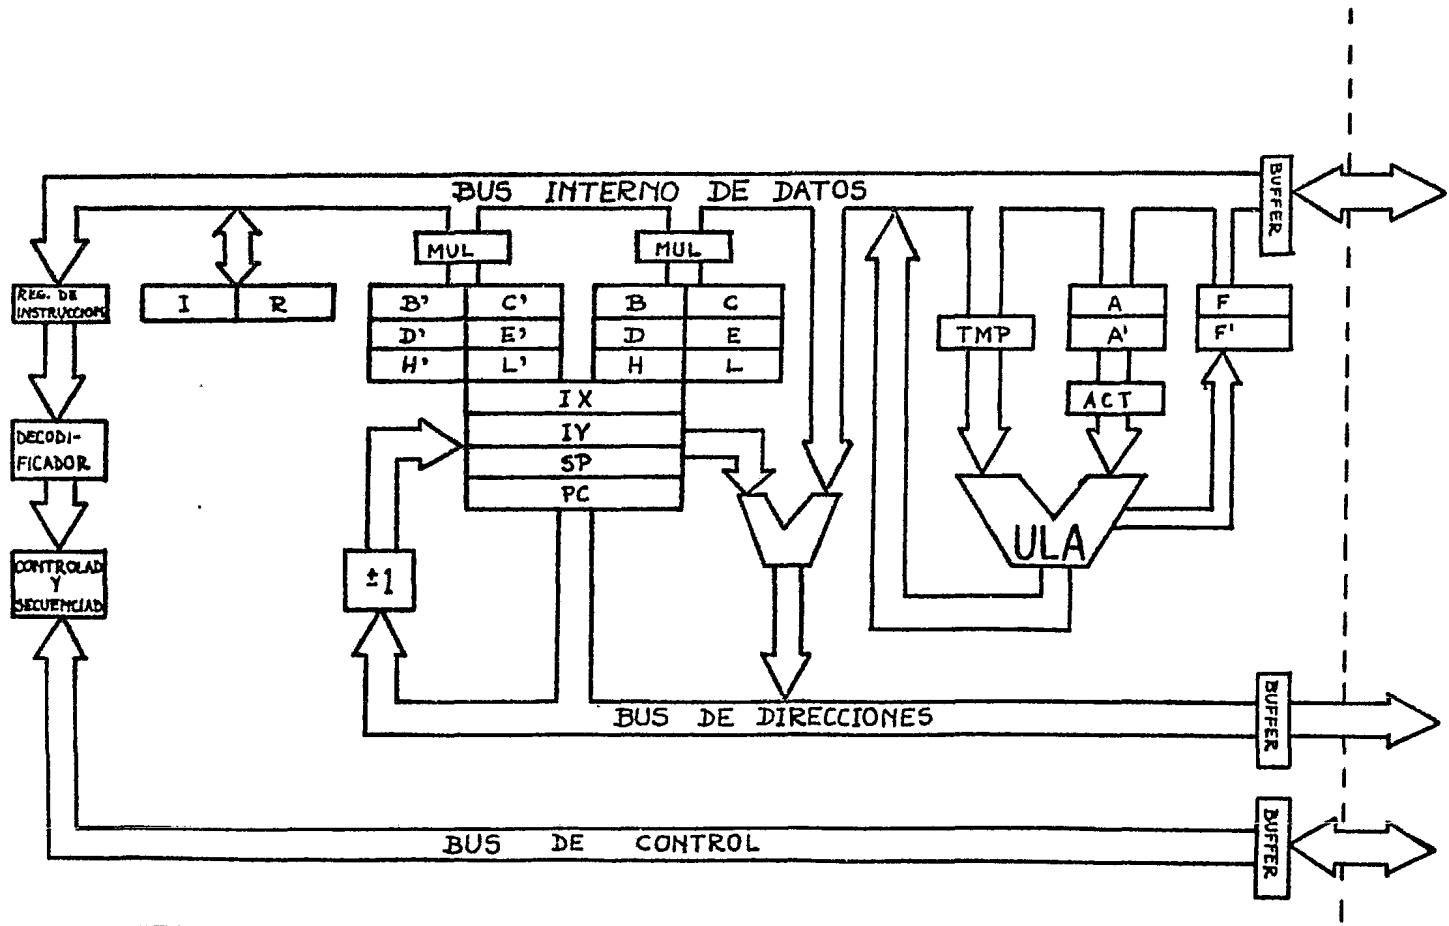 BUS INTERNO DE DATOS
BUFFER
MUL
MUL
REG. DE
INSTRUCCION
I R
B' C'
D' E'
H' L'
B C
D E
H L
IX
IY
SP
PC
TMP
A
A'
ACT
F
F'
DECODI-
FICADOR
CONTROLAD
Y
SECUENCIAD
±1
ULA
BUS DE DIRECCIONES
BUFFER
BUS DE CONTROL
BUFFER